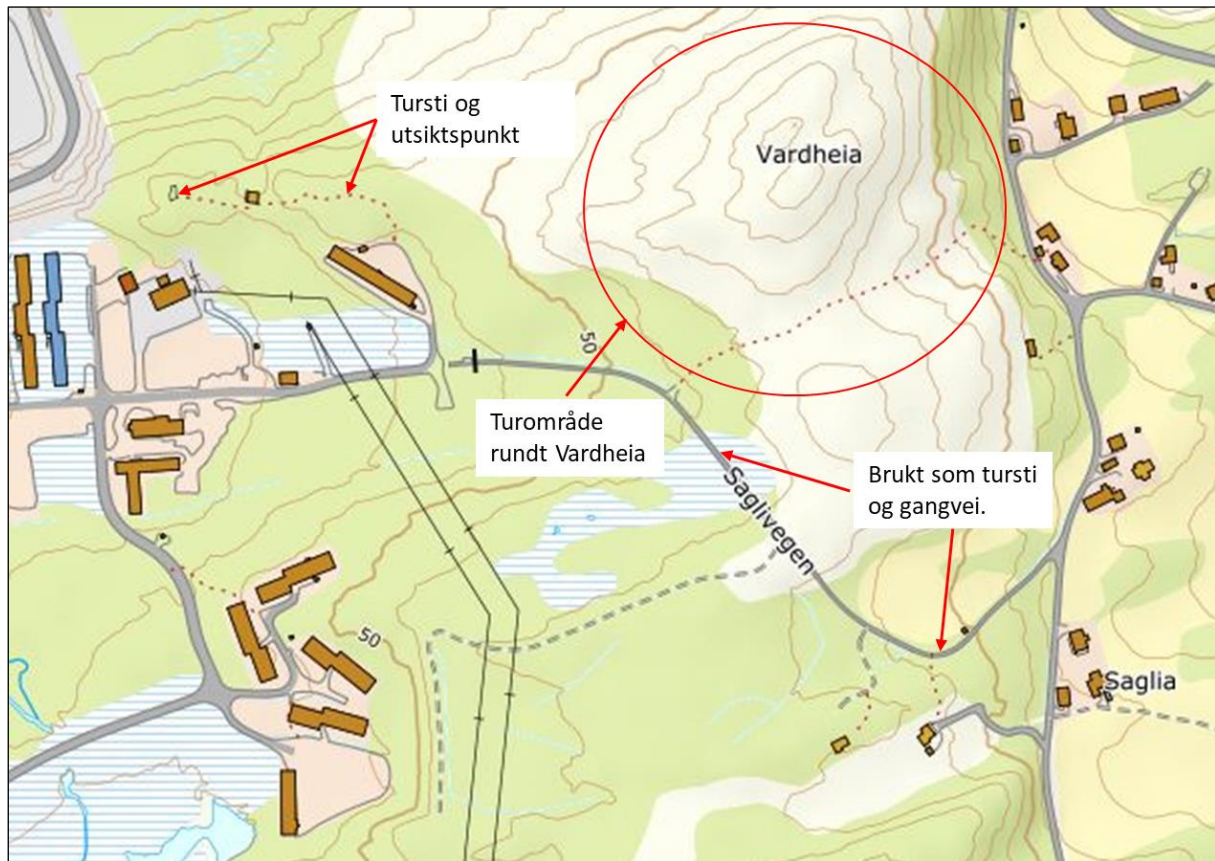 Tursti og
utsiktspunkt
Vardheia
50
Turområde
rundt Vardheia
Brukt som tursti
og gangvei.
Saglivegen
50
Saglia